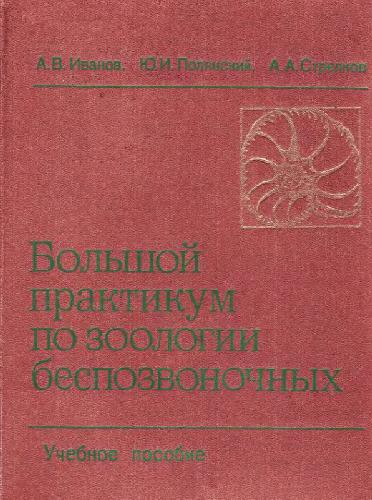 А.В.Иванов, Ю.И.Полянский, А.А.Стрелков
Большой
практикум
по зоологии
беспозвоночных
Учебное пособие